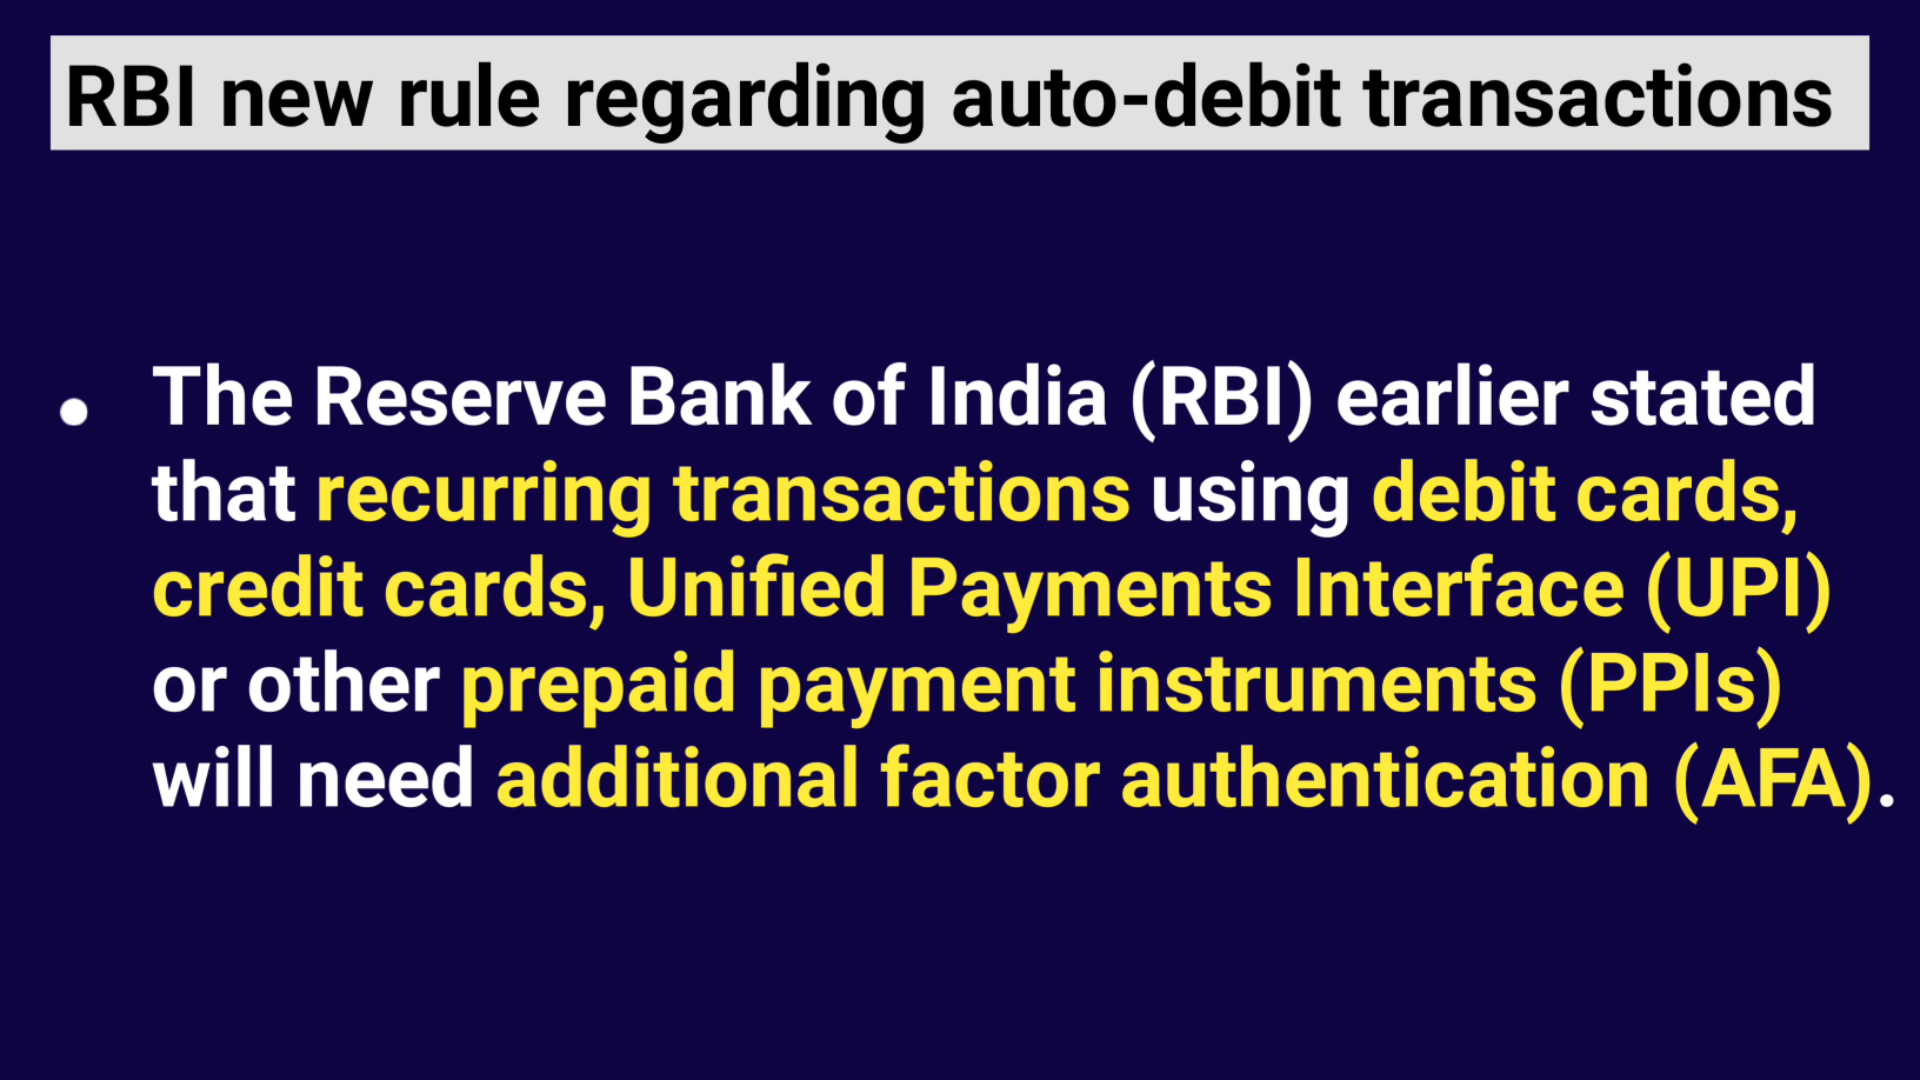 RBI new rule regarding auto-debit transactions
• The Reserve Bank of India (RBI) earlier stated
that recurring transactions using debit cards,
credit cards, Unified Payments Interface (UPI)
or other prepaid payment instruments (PPIs)
will need additional factor authentication (AFA).